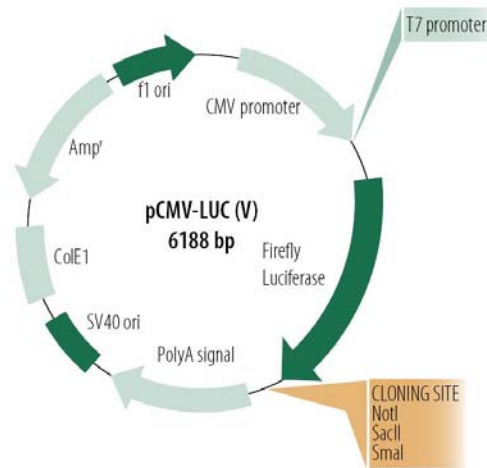 T7 promoter
f1 ori
CMV promoter
Ampʳ
pCMV-LUC (V)
6188 bp
ColE1
Firefly
Luciferase
SV40 ori
PolyA signal
CLONING SITE
NotI
SacII
SmaI